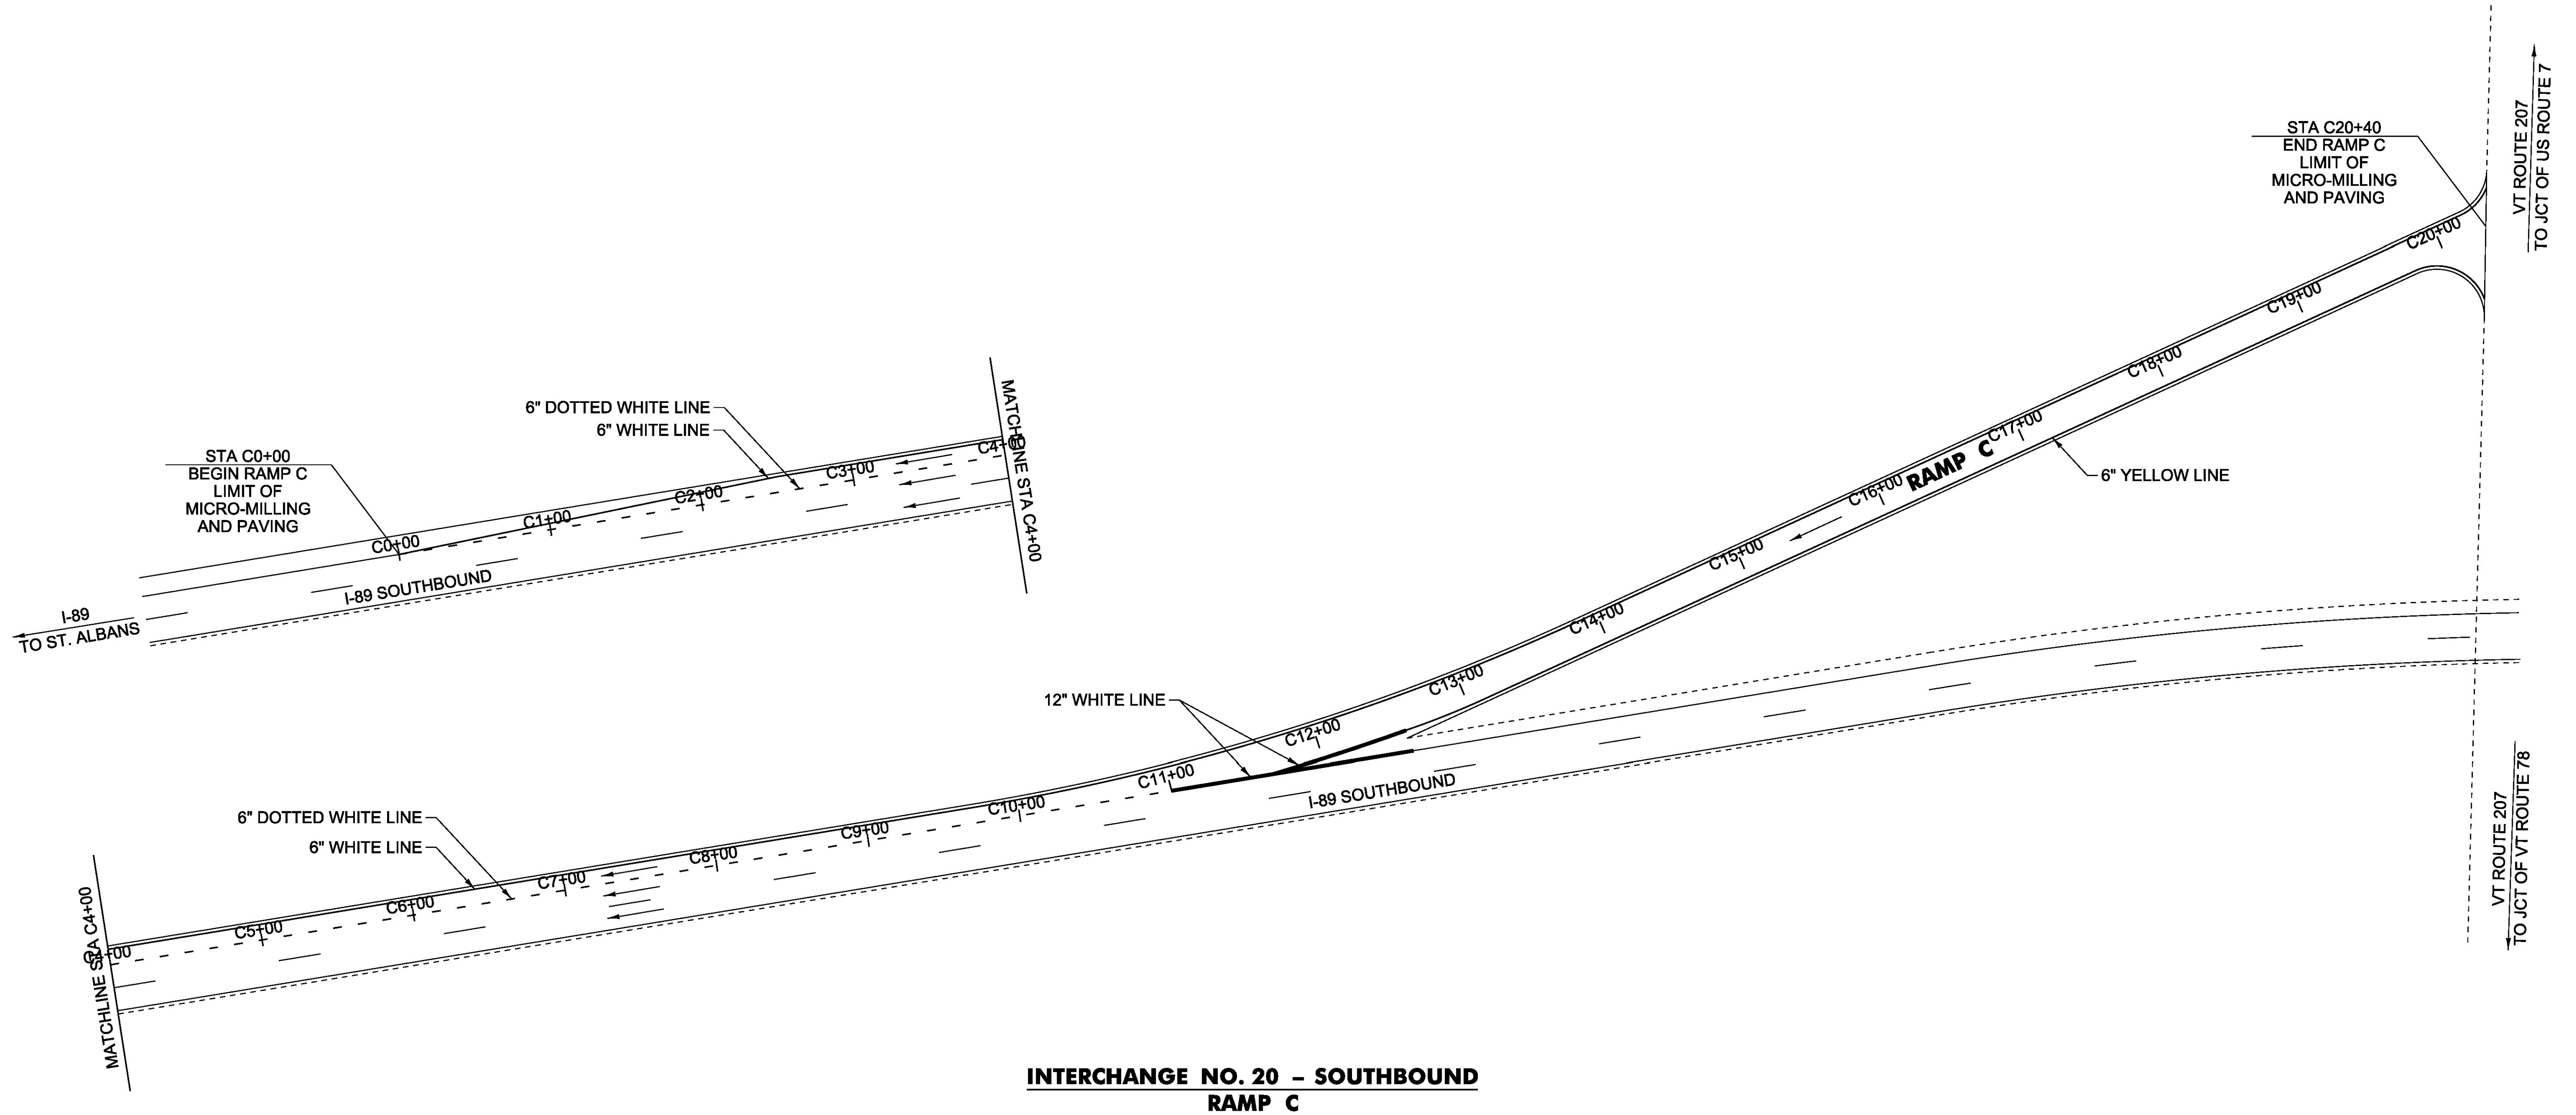 STA C20+40
END RAMP C
LIMIT OF
MICRO-MILLING
AND PAVING
VT ROUTE 207
TO JCT OF US ROUTE 7
C20+00
C19+00
C18+00
C17+00
RAMP C
C16+00
C15+00
C14+00
C13+00
C12+00
C11+00
6" YELLOW LINE
6" DOTTED WHITE LINE
6" WHITE LINE
MATCHLINE STA C4+00
STA C0+00
BEGIN RAMP C
LIMIT OF
MICRO-MILLING
AND PAVING
C0+00
C1+00
C2+00
C3+00
C4+00
I-89 SOUTHBOUND
I-89
TO ST. ALBANS
12" WHITE LINE
I-89 SOUTHBOUND
6" DOTTED WHITE LINE
6" WHITE LINE
C4+00
C5+00
C6+00
C7+00
C8+00
C9+00
C10+00
MATCHLINE STA C4+00
VT ROUTE 207
TO JCT OF VT ROUTE 78
INTERCHANGE NO. 20 – SOUTHBOUND
RAMP C